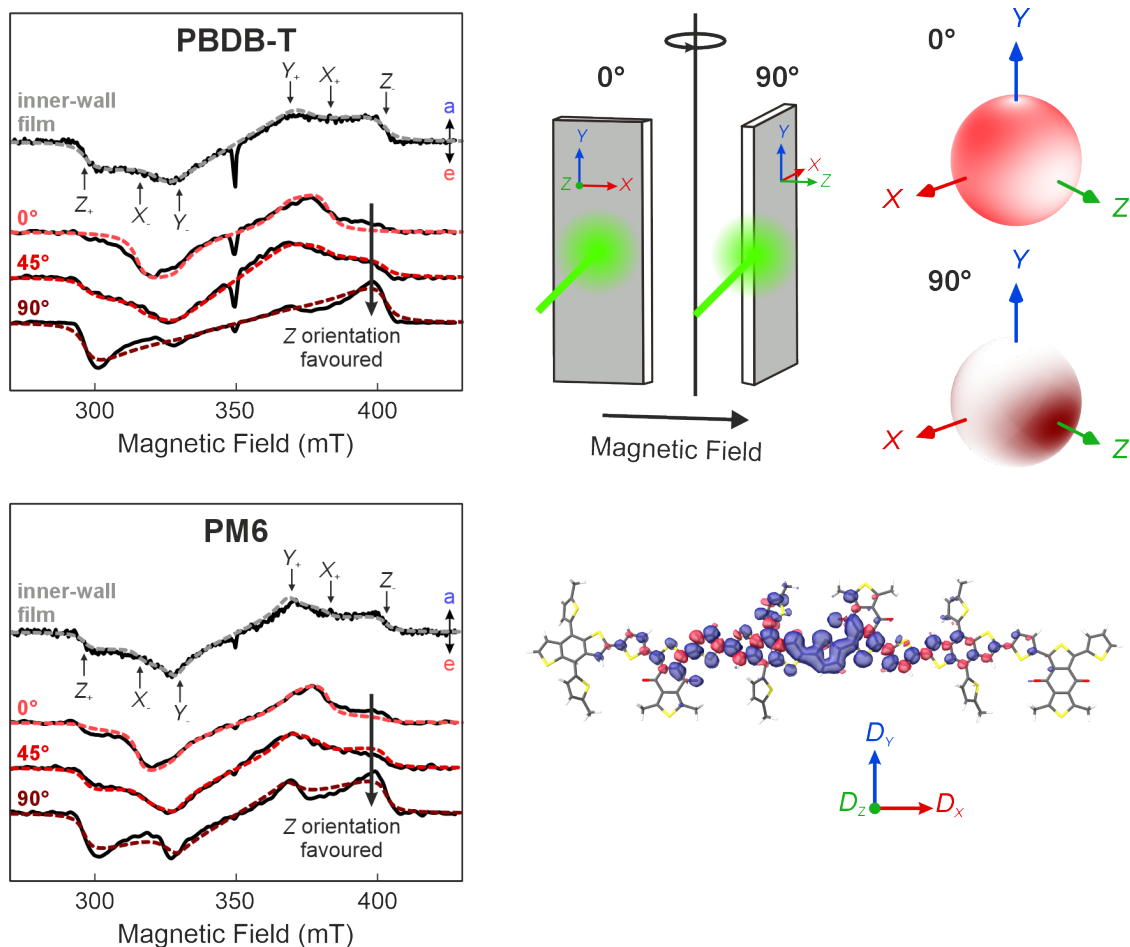 PBDB-T
Y+
X+
Z-
inner-wall
film
a
e
Z+
X-
Y-
0°
45°
90°
Z orientation
favoured
300
350
400
Magnetic Field (mT)
0°
90°
Y
Z
X
Y
X
Z
Magnetic Field
0°
Y
X
Z
90°
Y
X
Z
PM6
Y+
X+
Z-
inner-wall
film
a
e
Z+
X-
Y-
0°
45°
90°
Z orientation
favoured
300
350
400
Magnetic Field (mT)
DY
DZ
DX